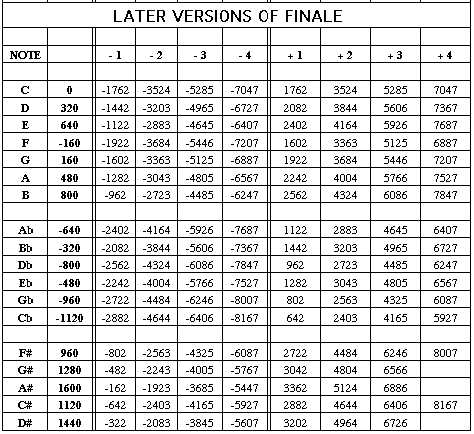 LATER VERSIONS OF FINALE
NOTE - 1 - 2 - 3 - 4 + 1 + 2 + 3 + 4
C 0 -1762 -3524 -5285 -7047 1762 3524 5285 7047
D 320 -1442 -3203 -4965 -6727 2082 3844 5606 7367
E 640 -1122 -2883 -4645 -6407 2402 4164 5926 7687
F -160 -1922 -3684 -5446 -7207 1602 3363 5125 6887
G 160 -1602 -3363 -5125 -6887 1922 3684 5446 7207
A 480 -1282 -3043 -4805 -6567 2242 4004 5766 7527
B 800 -962 -2723 -4485 -6247 2562 4324 6086 7847
Ab -640 -2402 -4164 -5926 -7687 1122 2883 4645 6407
Bb -320 -2082 -3844 -5606 -7367 1442 3203 4965 6727
Db -800 -2562 -4324 -6086 -7847 962 2723 4485 6247
Eb -480 -2242 -4004 -5766 -7527 1282 3043 4805 6567
Gb -960 -2722 -4484 -6246 -8007 802 2563 4325 6087
Cb -1120 -2882 -4644 -6406 -8167 642 2403 4165 5927
F# 960 -802 -2563 -4325 -6087 2722 4484 6246 8007
G# 1280 -482 -2243 -4005 -5767 3042 4804 6566
A# 1600 -162 -1923 -3685 -5447 3362 5124 6886
C# 1120 -642 -2403 -4165 -5927 2882 4644 6406 8167
D# 1440 -322 -2083 -3845 -5607 3202 4964 6726